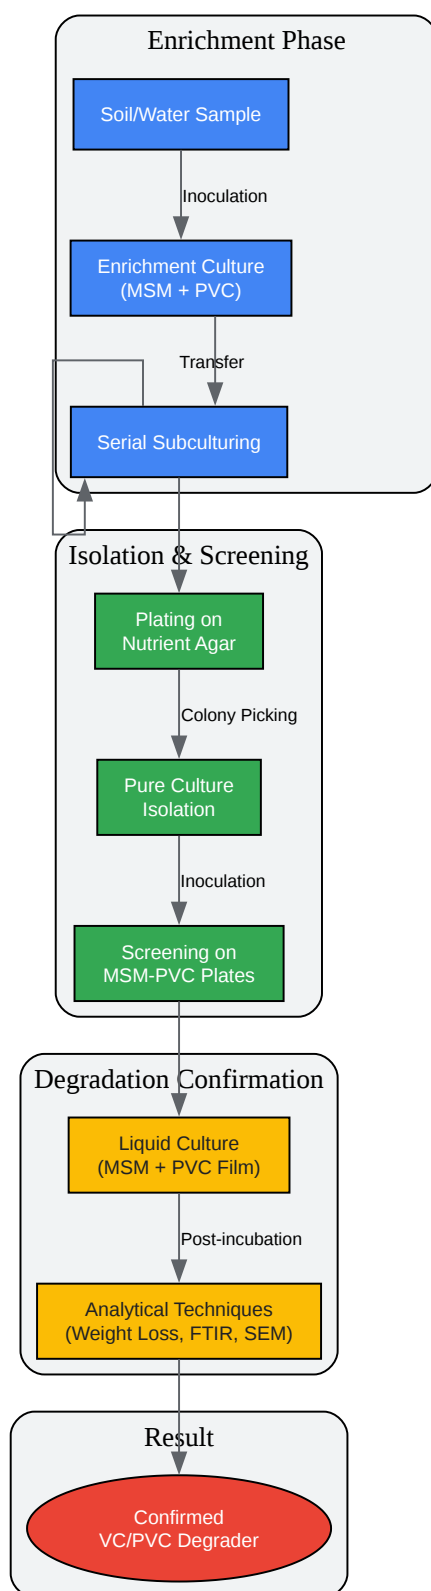 Enrichment Phase
Soil/Water Sample
Inoculation
Enrichment Culture
(MSM + PVC)
Transfer
Serial Subculturing
Isolation & Screening
Plating on
Nutrient Agar
Colony Picking
Pure Culture
Isolation
Inoculation
Screening on
MSM-PVC Plates
Degradation Confirmation
Liquid Culture
(MSM + PVC Film)
Post-incubation
Analytical Techniques
(Weight Loss, FTIR, SEM)
Result
Confirmed
VC/PVC Degrader